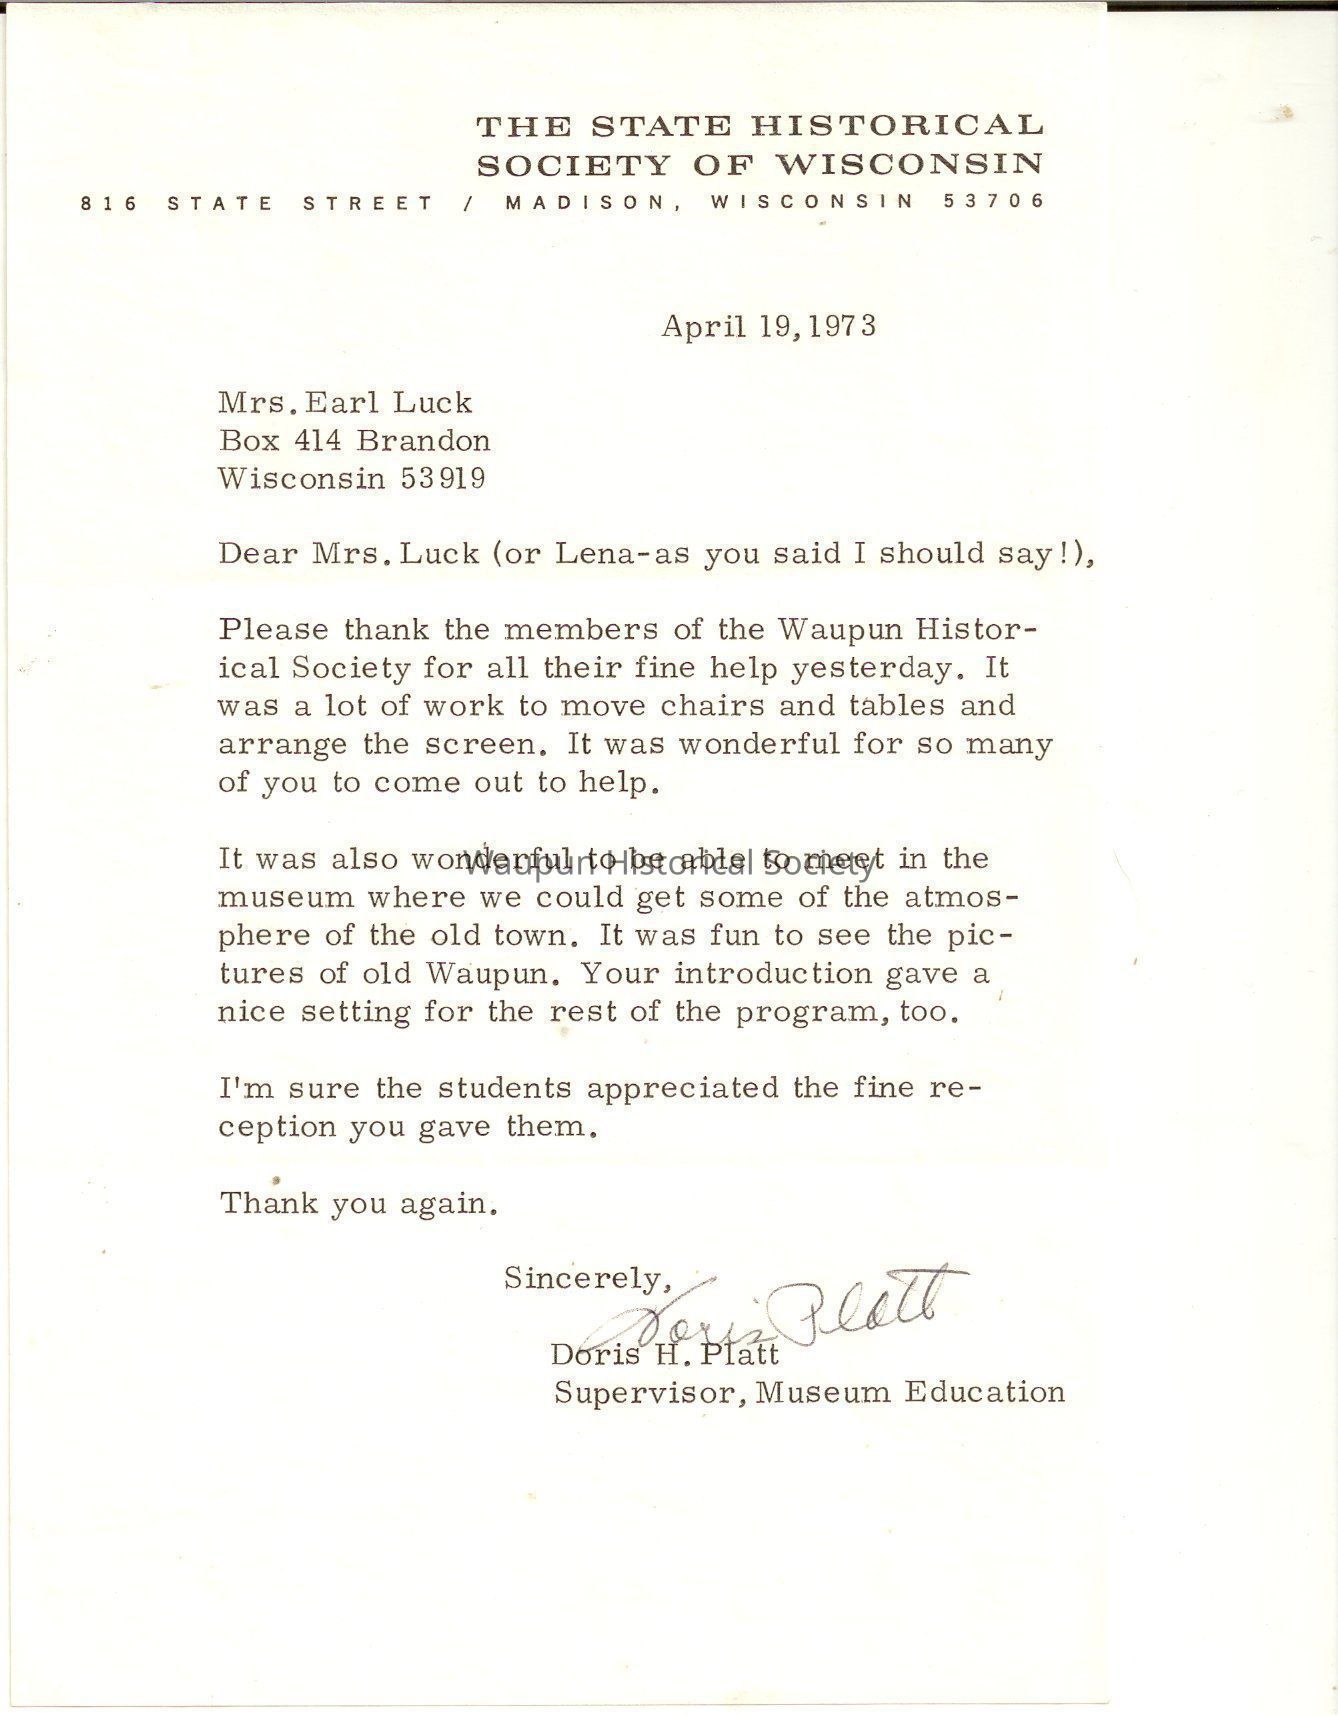 THE STATE HISTORICAL
SOCIETY OF WISCONSIN
816 STATE STREET / MADISON, WISCONSIN 53706
April 19,1973
Mrs. Earl Luck
Box 414 Brandon
Wisconsin 53919
Dear Mrs. Luck (or Lena-as you said I should say!),
Please thank the members of the Waupun Histor-
ical Society for all their fine help yesterday. It
was a lot of work to move chairs and tables and
arrange the screen. It was wonderful for so many
of you to come out to help.
It was also wonderful to be able to meet in the
Waupun Historical Society
museum where we could get some of the atmos-
phere of the old town. It was fun to see the pic-
tures of old Waupun. Your introduction gave a
nice setting for the rest of the program, too.
I'm sure the students appreciated the fine re-
ception you gave them.
Thank you again.
Sincerely,
Doris Platt
Doris H. Platt
Supervisor, Museum Education